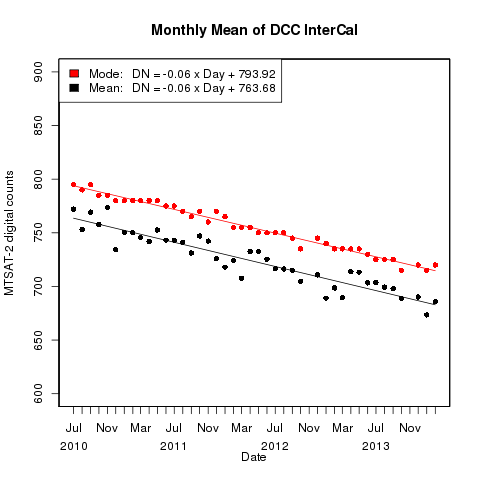 Monthly Mean of DCC InterCal
Mode: DN = -0.06 x Day + 793.92
Mean: DN = -0.06 x Day + 763.68
MTSAT-2 digital counts
900
850
800
750
700
650
600
Jul Nov Mar Jul Nov Mar Jul Nov Mar Jul Nov
2010 2011 2012 2013
Date